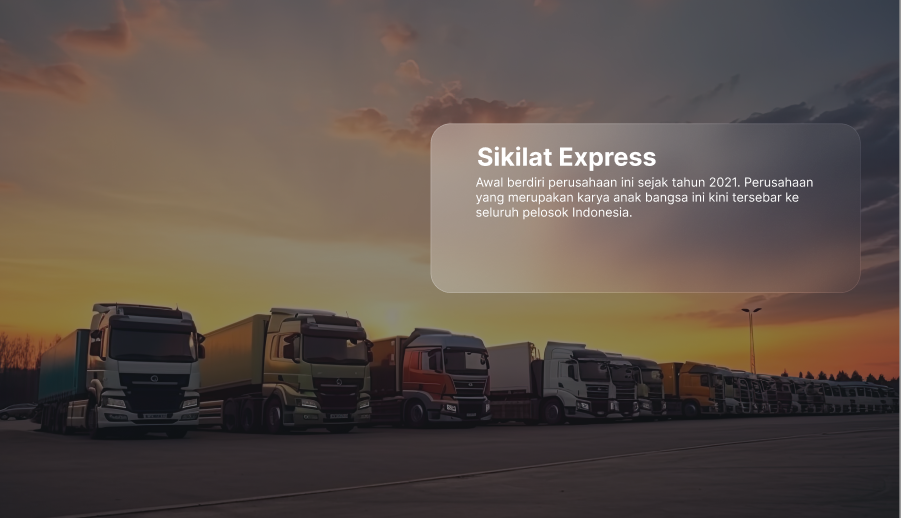 Sikilat Express
Awal berdiri perusahaan ini sejak tahun 2021. Perusahaan
yang merupakan karya anak bangsa ini kini tersebar ke
seluruh pelosok Indonesia.